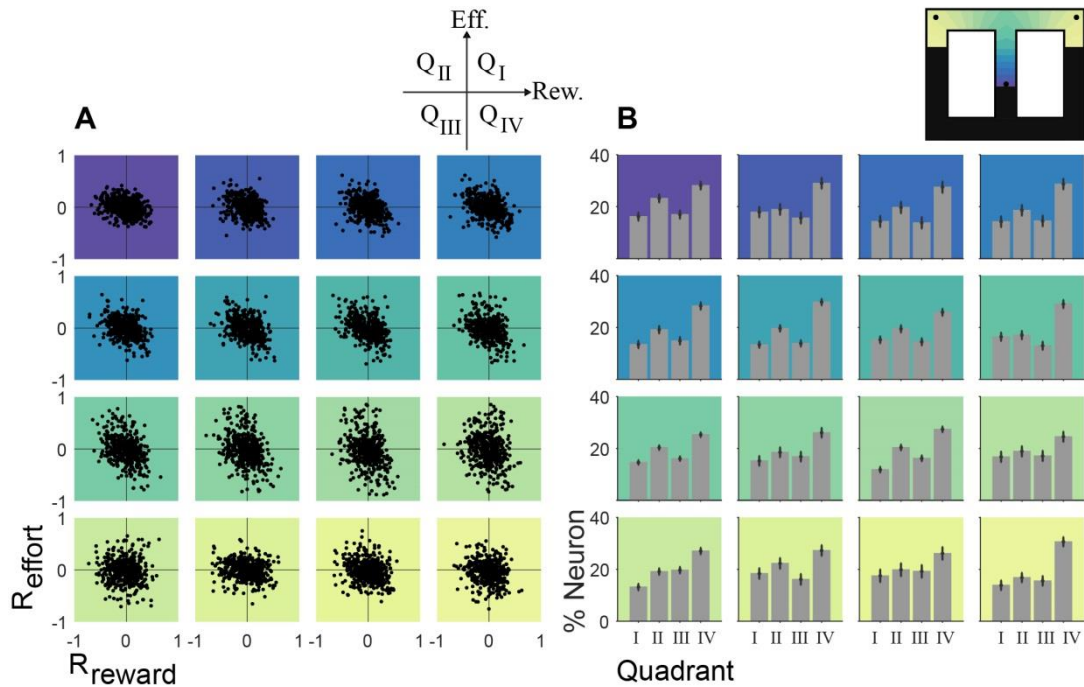 Eff.
Q_II Q_I
Rew.
Q_III Q_IV
A
1
0
-1
1
0
-1
1
0
-1
1
0
-1
-1 0 1 -1 0 1 -1 0 1 -1 0 1
R_effort
R_reward
B
40
20
40
20
40
20
40
20
0
% Neuron
I II III IV I II III IV I II III IV I II III IV
Quadrant